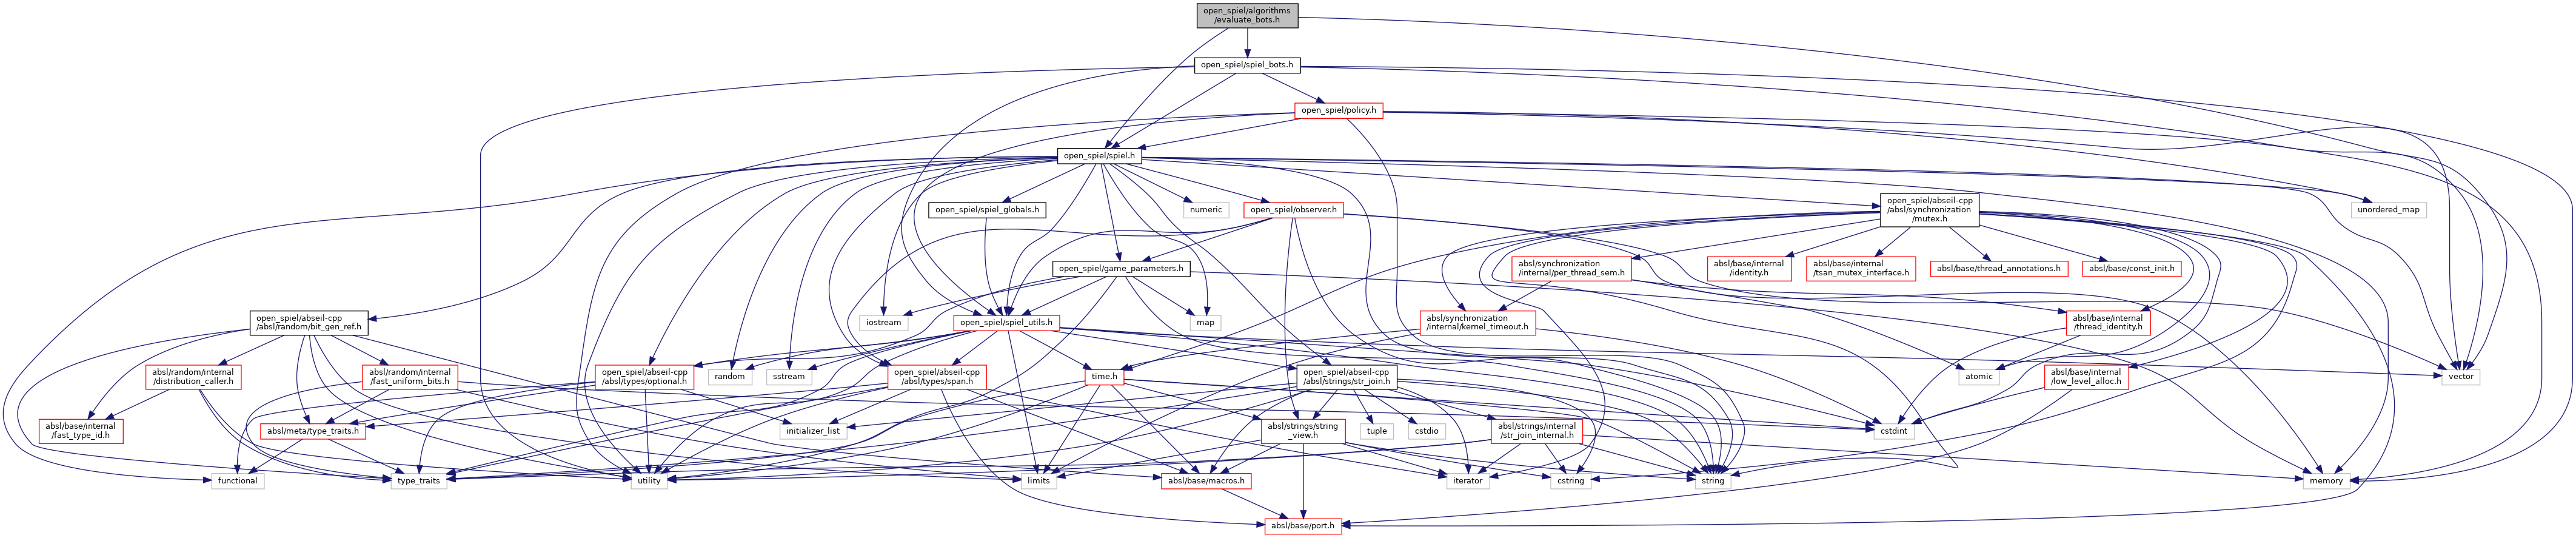 open_spiel/algorithms
/evaluate_bots.h
open_spiel/spiel_bots.h
open_spiel/policy.h
open_spiel/spiel.h
open_spiel/spiel_globals.h
numeric
open_spiel/observer.h
open_spiel/abseil-cpp
/absl/synchronization
/mutex.h
unordered_map
open_spiel/game_parameters.h
absl/synchronization
/internal/per_thread_sem.h
absl/base/internal
/identity.h
absl/base/internal
/tsan_mutex_interface.h
absl/base/thread_annotations.h
absl/base/const_init.h
open_spiel/abseil-cpp
/absl/random/bit_gen_ref.h
iostream
open_spiel/spiel_utils.h
map
absl/synchronization
/internal/kernel_timeout.h
absl/base/internal
/thread_identity.h
absl/random/internal
/distribution_caller.h
absl/random/internal
/fast_uniform_bits.h
open_spiel/abseil-cpp
/absl/types/optional.h
random
sstream
open_spiel/abseil-cpp
/absl/types/span.h
time.h
open_spiel/abseil-cpp
/absl/strings/str_join.h
atomic
absl/base/internal
/low_level_alloc.h
vector
absl/base/internal
/fast_type_id.h
absl/meta/type_traits.h
initializer_list
absl/strings/string
_view.h
tuple
cstdio
absl/strings/internal
/str_join_internal.h
cstdint
functional
type_traits
utility
limits
absl/base/macros.h
iterator
cstring
string
memory
absl/base/port.h